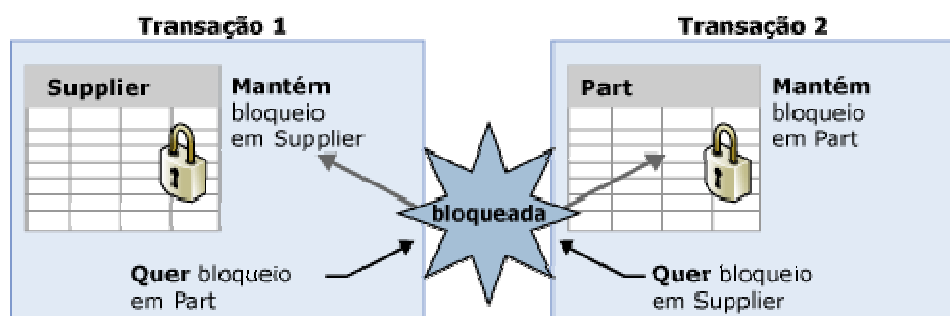 Transação 1
Supplier
Mantém
bloqueio
em Supplier
Quer bloqueio
em Part
bloqueada
Transação 2
Part
Mantém
bloqueio
em Part
Quer bloqueio
em Supplier